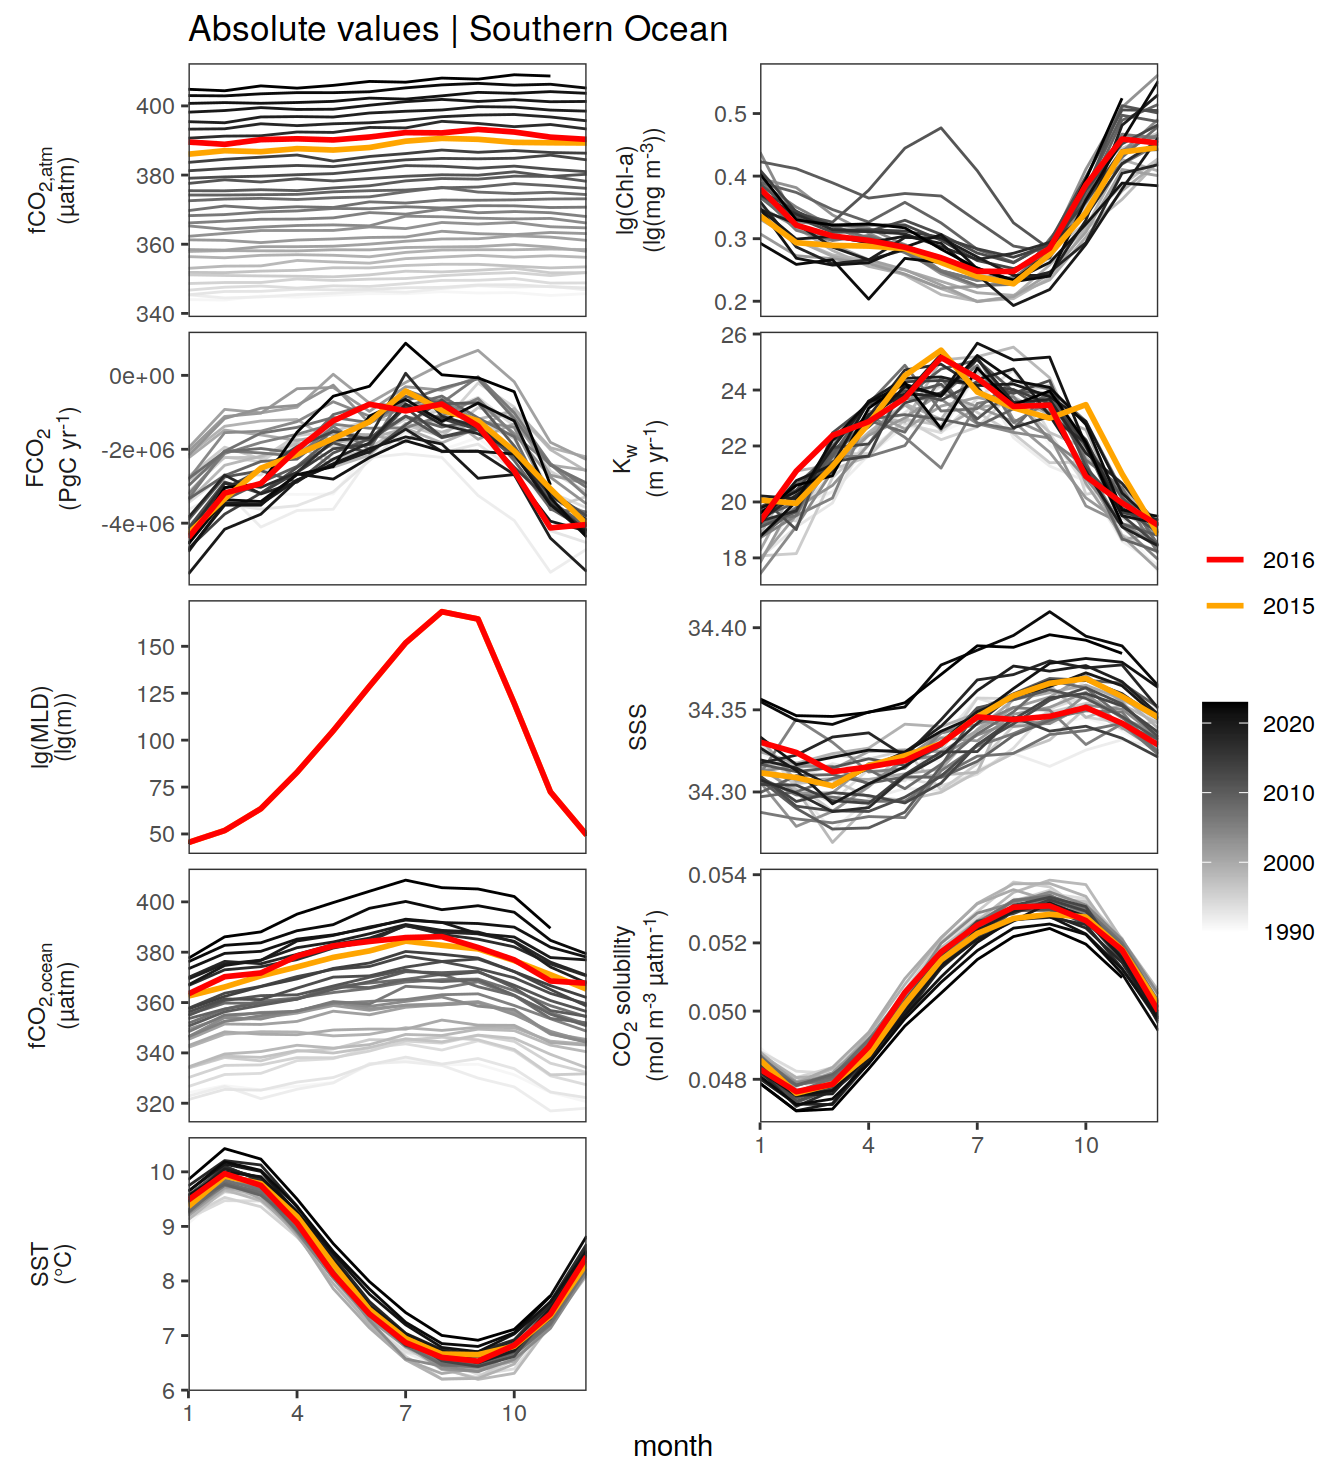 Absolute values | Southern Ocean
fCO2,atm
(µatm)
400
380
360
340
lg(Chl-a)
(lg(mg m-3))
0.5
0.4
0.3
0.2
FCO2
(PgC yr-1)
0e+00
-2e+06
-4e+06
Kw
(m yr-1)
26
24
22
20
18
lg(MLD)
(lg(m))
150
125
100
75
50
SSS
34.40
34.35
34.30
fCO2,ocean
(µatm)
400
380
360
340
320
CO2 solubility
(mol m-3 µatm-1)
0.054
0.052
0.050
0.048
1 4 7 10
SST
(°C)
10
9
8
7
6
1 4 7 10
month
2016
2015
2020
2010
2000
1990